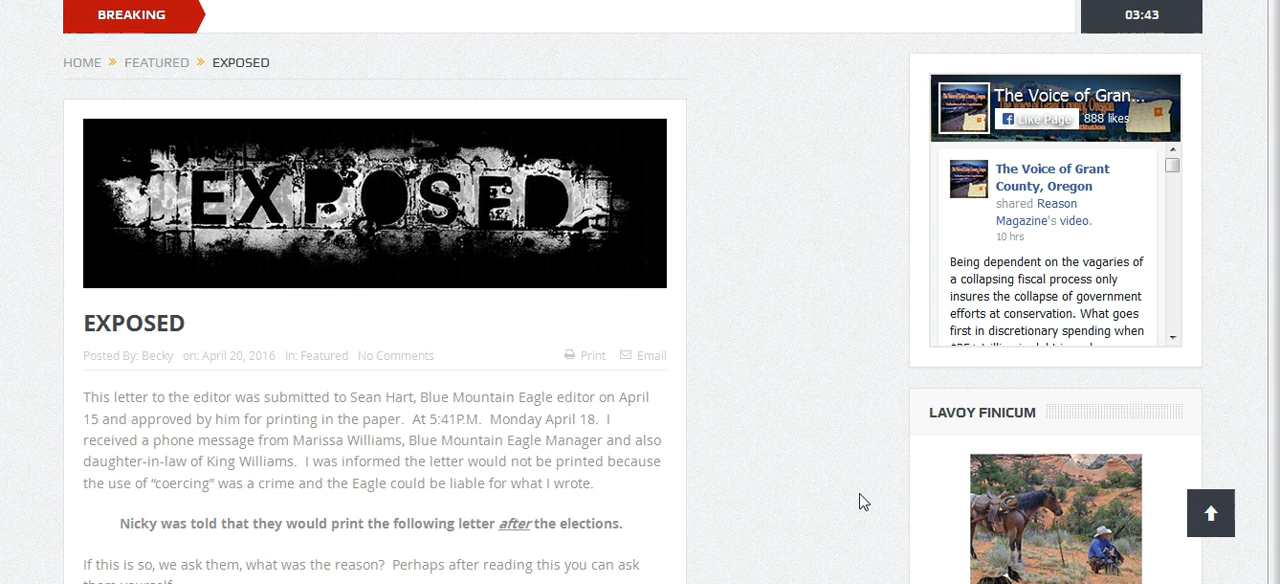 BREAKING
03:43
HOME » FEATURED » EXPOSED
EXPOSED
EXPOSED
Posted By: Becky on: April 20, 2016 In: Featured No Comments
Print Email
This letter to the editor was submitted to Sean Hart, Blue Mountain Eagle editor on April
15 and approved by him for printing in the paper. At 5:41P.M. Monday April 18. I
received a phone message from Marissa Williams, Blue Mountain Eagle Manager and also
daughter-in-law of King Williams. I was informed the letter would not be printed because
the use of “coercing” was a crime and the Eagle could be liable for what I wrote.
Nicky was told that they would print the following letter after the elections.
If this is so, we ask them, what was the reason? Perhaps after reading this you can ask
The Voice of Gran...
Like Page 888 likes
The Voice of Grant
County, Oregon
shared Reason
Magazine's video.
10 hrs
Being dependent on the vagaries of
a collapsing fiscal process only
insures the collapse of government
efforts at conservation. What goes
first in discretionary spending when
LAVOY FINICUM